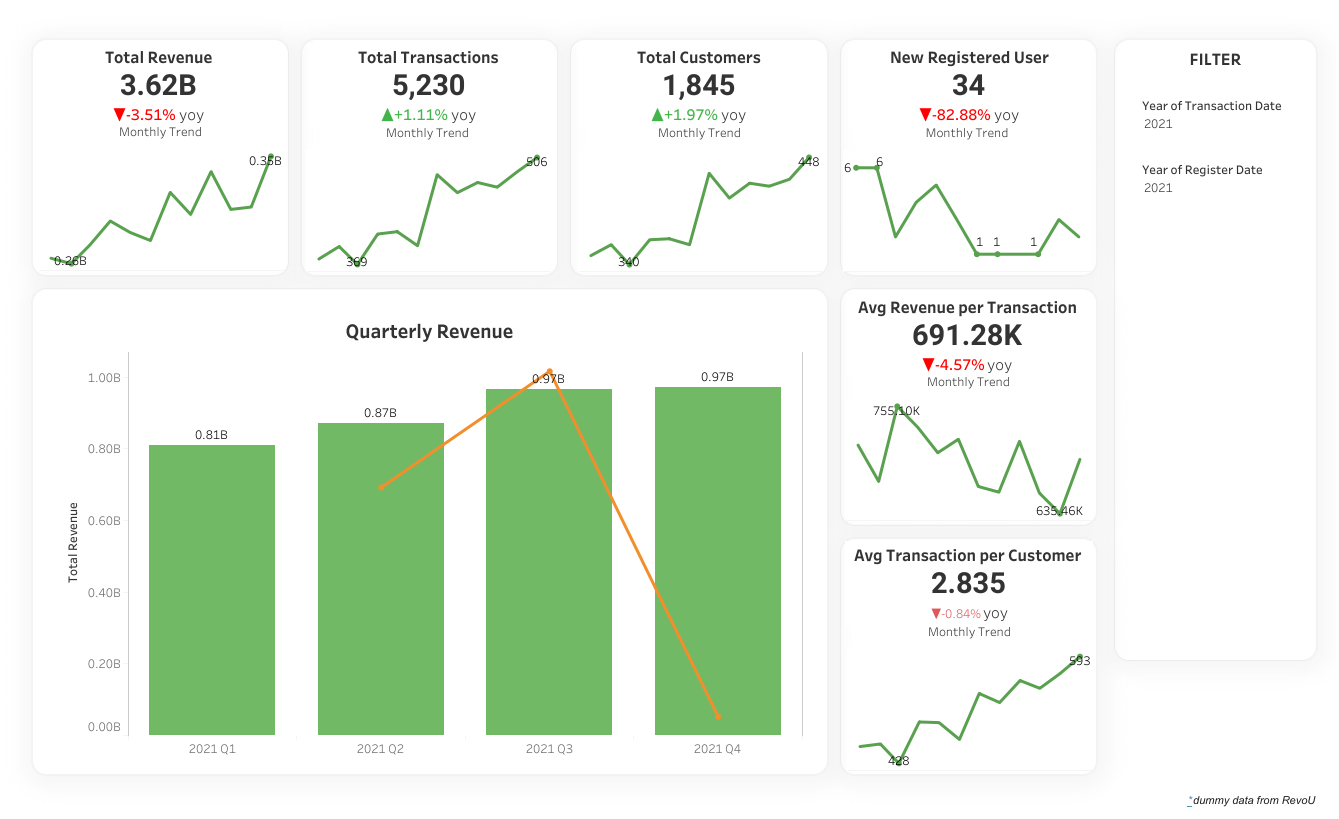 Total Revenue
3.62B
▼-3.51% yoy
Monthly Trend
0.35B
0.26B
Total Transactions
5,230
▲+1.11% yoy
Monthly Trend
506
369
Total Customers
1,845
▲+1.97% yoy
Monthly Trend
448
340
New Registered User
34
▼-82.88% yoy
Monthly Trend
6 6
1 1 1
FILTER
Year of Transaction Date
2021
Year of Register Date
2021
Quarterly Revenue
Total Revenue
1.00B
0.80B
0.60B
0.40B
0.20B
0.00B
0.81B
0.87B
0.97B
0.97B
2021 Q1
2021 Q2
2021 Q3
2021 Q4
Avg Revenue per Transaction
691.28K
▼-4.57% yoy
Monthly Trend
755.10K
635.46K
Avg Transaction per Customer
2.835
▼-0.84% yoy
Monthly Trend
593
428
*dummy data from RevoU